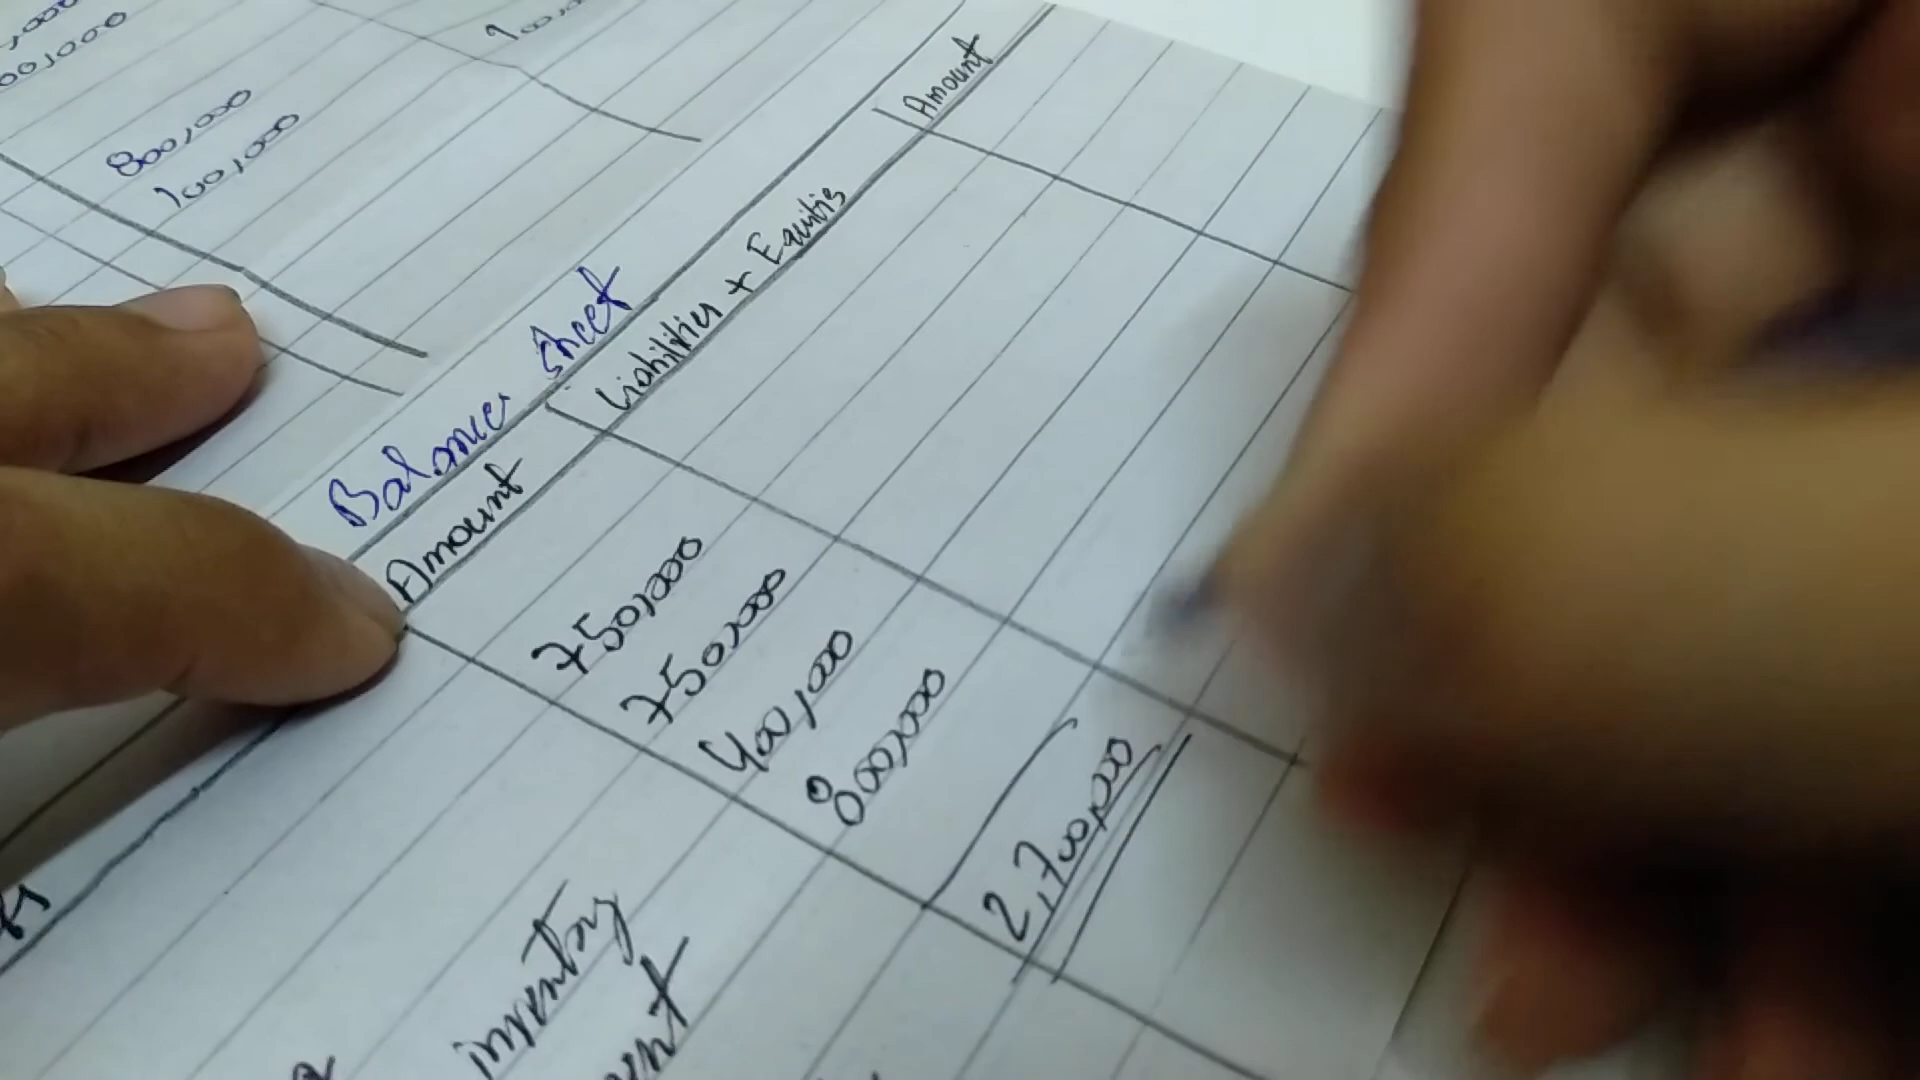 800,000
100,000
Balance sheet
Amount
Liabilities + Equitis
Amount
750,000
750,000
400,000
800,000
2,700,000
inventory